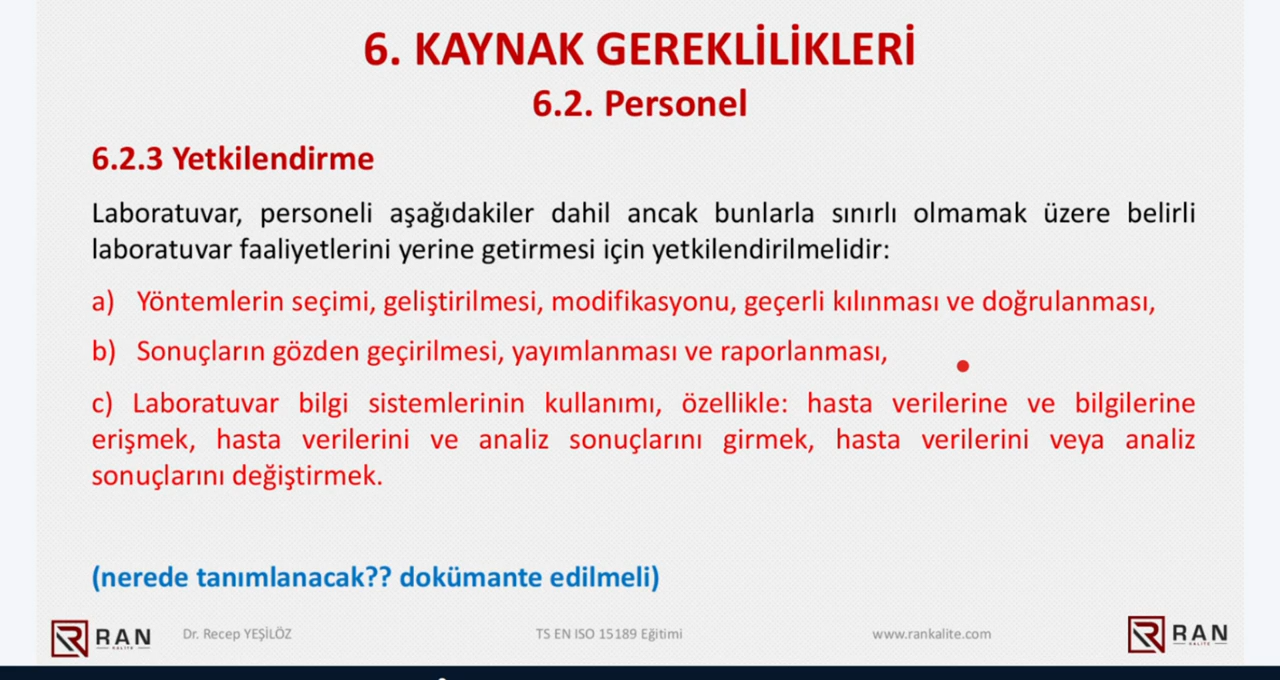 6. KAYNAK GEREKLİLİKLERİ
6.2. Personel
6.2.3 Yetkilendirme
Laboratuvar, personeli aşağıdakiler dahil ancak bunlarla sınırlı olmamak üzere belirli
laboratuvar faaliyetlerini yerine getirmesi için yetkilendirilmelidir:
a) Yöntemlerin seçimi, geliştirilmesi, modifikasyonu, geçerli kılınması ve doğrulanması,
b) Sonuçların gözden geçirilmesi, yayımlanması ve raporlanması,
c) Laboratuvar bilgi sistemlerinin kullanımı, özellikle: hasta verilerine ve bilgilerine
erişmek, hasta verilerini ve analiz sonuçlarını girmek, hasta verilerini veya analiz
sonuçlarını değiştirmek.
(nerede tanımlanacak?? dokümante edilmeli)
RAN
KALİTE
Dr. Recep YEŞİLÖZ
TS EN ISO 15189 Eğitimi
www.rankalite.com
RAN
KALİTE